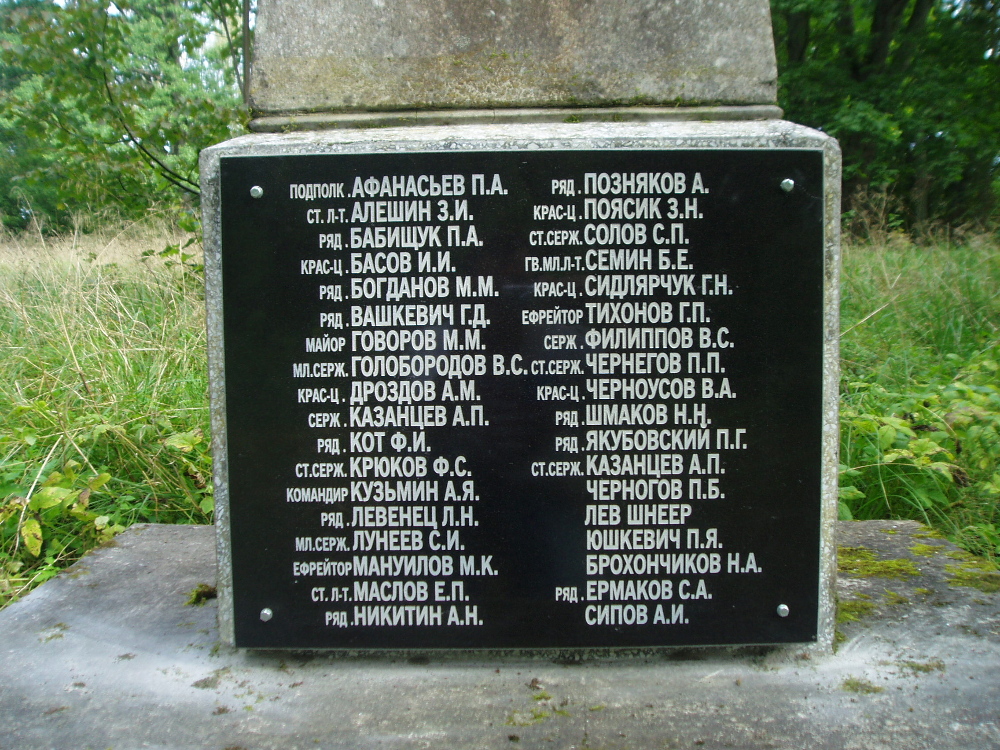 ПОДПОЛК. АФАНАСЬЕВ П.А.
СТ. Л-Т. АЛЕШИН З.И.
РЯД. БАБИЩУК П.А.
КРАС-Ц. БАСОВ И.И.
РЯД. БОГДАНОВ М.М.
РЯД. ВАШКЕВИЧ Г.Д.
МАЙОР ГОВОРОВ М.М.
МЛ.СЕРЖ. ГОЛОБОРОДОВ В.С.
КРАС-Ц. ДРОЗДОВ А.М.
СЕРЖ. КАЗАНЦЕВ А.П.
РЯД. КОТ Ф.И.
СТ.СЕРЖ. КРЮКОВ Ф.С.
КОМАНДИР КУЗЬМИН А.Я.
РЯД. ЛЕВЕНЕЦ Л.Н.
МЛ.СЕРЖ. ЛУНЕЕВ С.И.
ЕФРЕЙТОР МАНУИЛОВ М.К.
СТ. Л-Т. МАСЛОВ Е.П.
РЯД. НИКИТИН А.Н.
РЯД. ПОЗНЯКОВ А.
КРАС-Ц. ПОЯСИК З.Н.
СТ.СЕРЖ. СОЛОВ С.П.
ГВ.МЛ.Л-Т. СЕМИН Б.Е.
КРАС-Ц. СИДЛЯРЧУК Г.Н.
ЕФРЕЙТОР ТИХОНОВ Г.П.
СЕРЖ. ФИЛИППОВ В.С.
СТ.СЕРЖ. ЧЕРНЕГОВ П.П.
КРАС-Ц. ЧЕРНОУСОВ В.А.
РЯД. ШМАКОВ Н.Н.
РЯД. ЯКУБОВСКИЙ П.Г.
СТ.СЕРЖ. КАЗАНЦЕВ А.П.
ЧЕРНОГОВ П.Б.
ЛЕВ ШНЕЕР
ЮШКЕВИЧ П.Я.
БРОХОНЧИКОВ Н.А.
РЯД. ЕРМАКОВ С.А.
СИПОВ А.И.